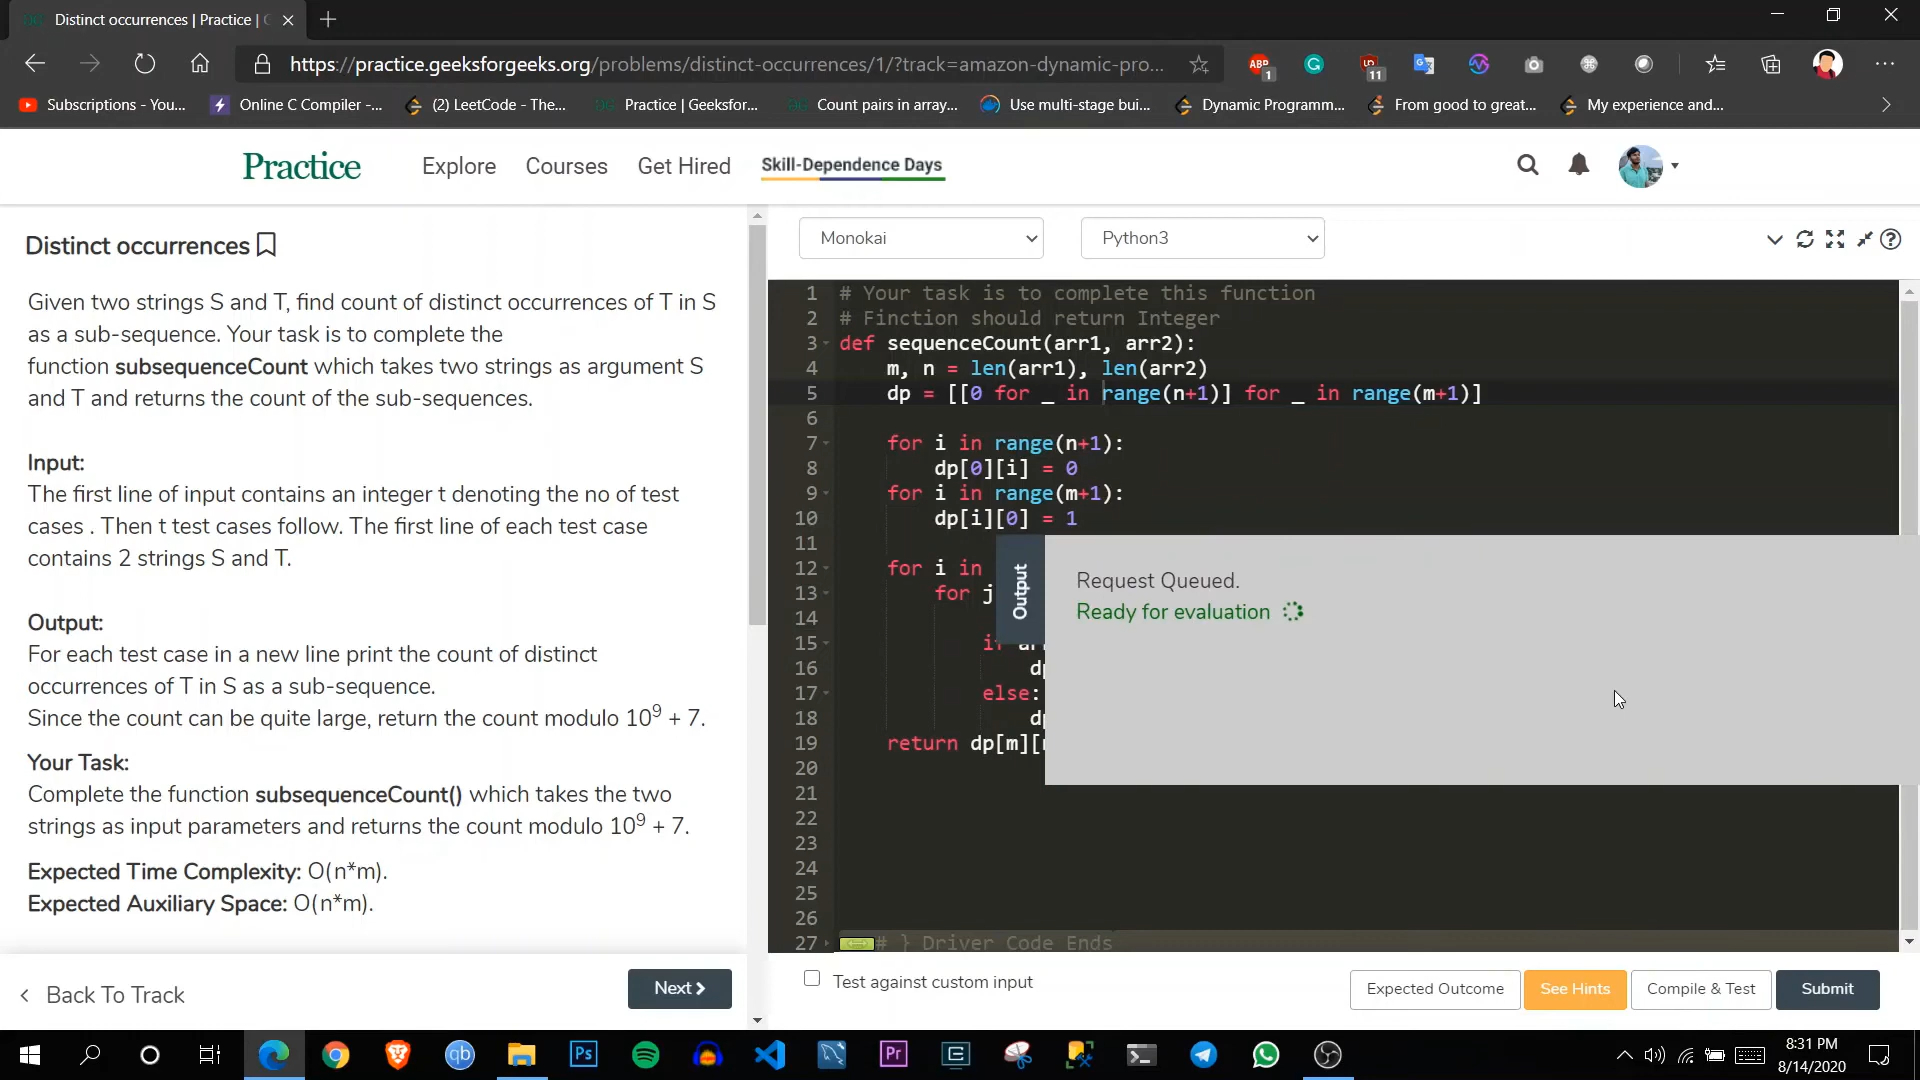 Distinct occurrences | Practice |
https://practice.geeksforgeeks.org/problems/distinct-occurrences/1/?track=amazon-dynamic-pro...
1
11
Subscriptions - You...
Online C Compiler -...
(2) LeetCode - The...
Practice | Geeksfor...
Count pairs in array...
Use multi-stage bui...
Dynamic Programm...
From good to great...
My experience and...
Practice
Explore
Courses
Get Hired
Skill-Dependence Days
Distinct occurrences
Given two strings S and T, find count of distinct occurrences of T in S
as a sub-sequence. Your task is to complete the
function subsequenceCount which takes two strings as argument S
and T and returns the count of the sub-sequences.
Input:
The first line of input contains an integer t denoting the no of test
cases . Then t test cases follow. The first line of each test case
contains 2 strings S and T.
Output:
For each test case in a new line print the count of distinct
occurrences of T in S as a sub-sequence.
Since the count can be quite large, return the count modulo 10⁹ + 7.
Your Task:
Complete the function subsequenceCount() which takes the two
strings as input parameters and returns the count modulo 10⁹ + 7.
Expected Time Complexity: O(n*m).
Expected Auxiliary Space: O(n*m).
Back To Track
Next
Monokai
Python3
1 # Your task is to complete this function
2 # Finction should return Integer
3 def sequenceCount(arr1, arr2):
4 m, n = len(arr1), len(arr2)
5 dp = [[0 for _ in range(n+1)] for _ in range(m+1)]
6
7 for i in range(n+1):
8 dp[0][i] = 0
9 for i in range(m+1):
10 dp[i][0] = 1
11
12 for i in
13 for j
14
15 if
16 dp
17 else:
18 dp
19 return dp[m][
20
21
22
23
24
25
26
27 # } Driver Code Ends
Output
Request Queued.
Ready for evaluation
Test against custom input
Expected Outcome
See Hints
Compile & Test
Submit
8:31 PM
8/14/2020